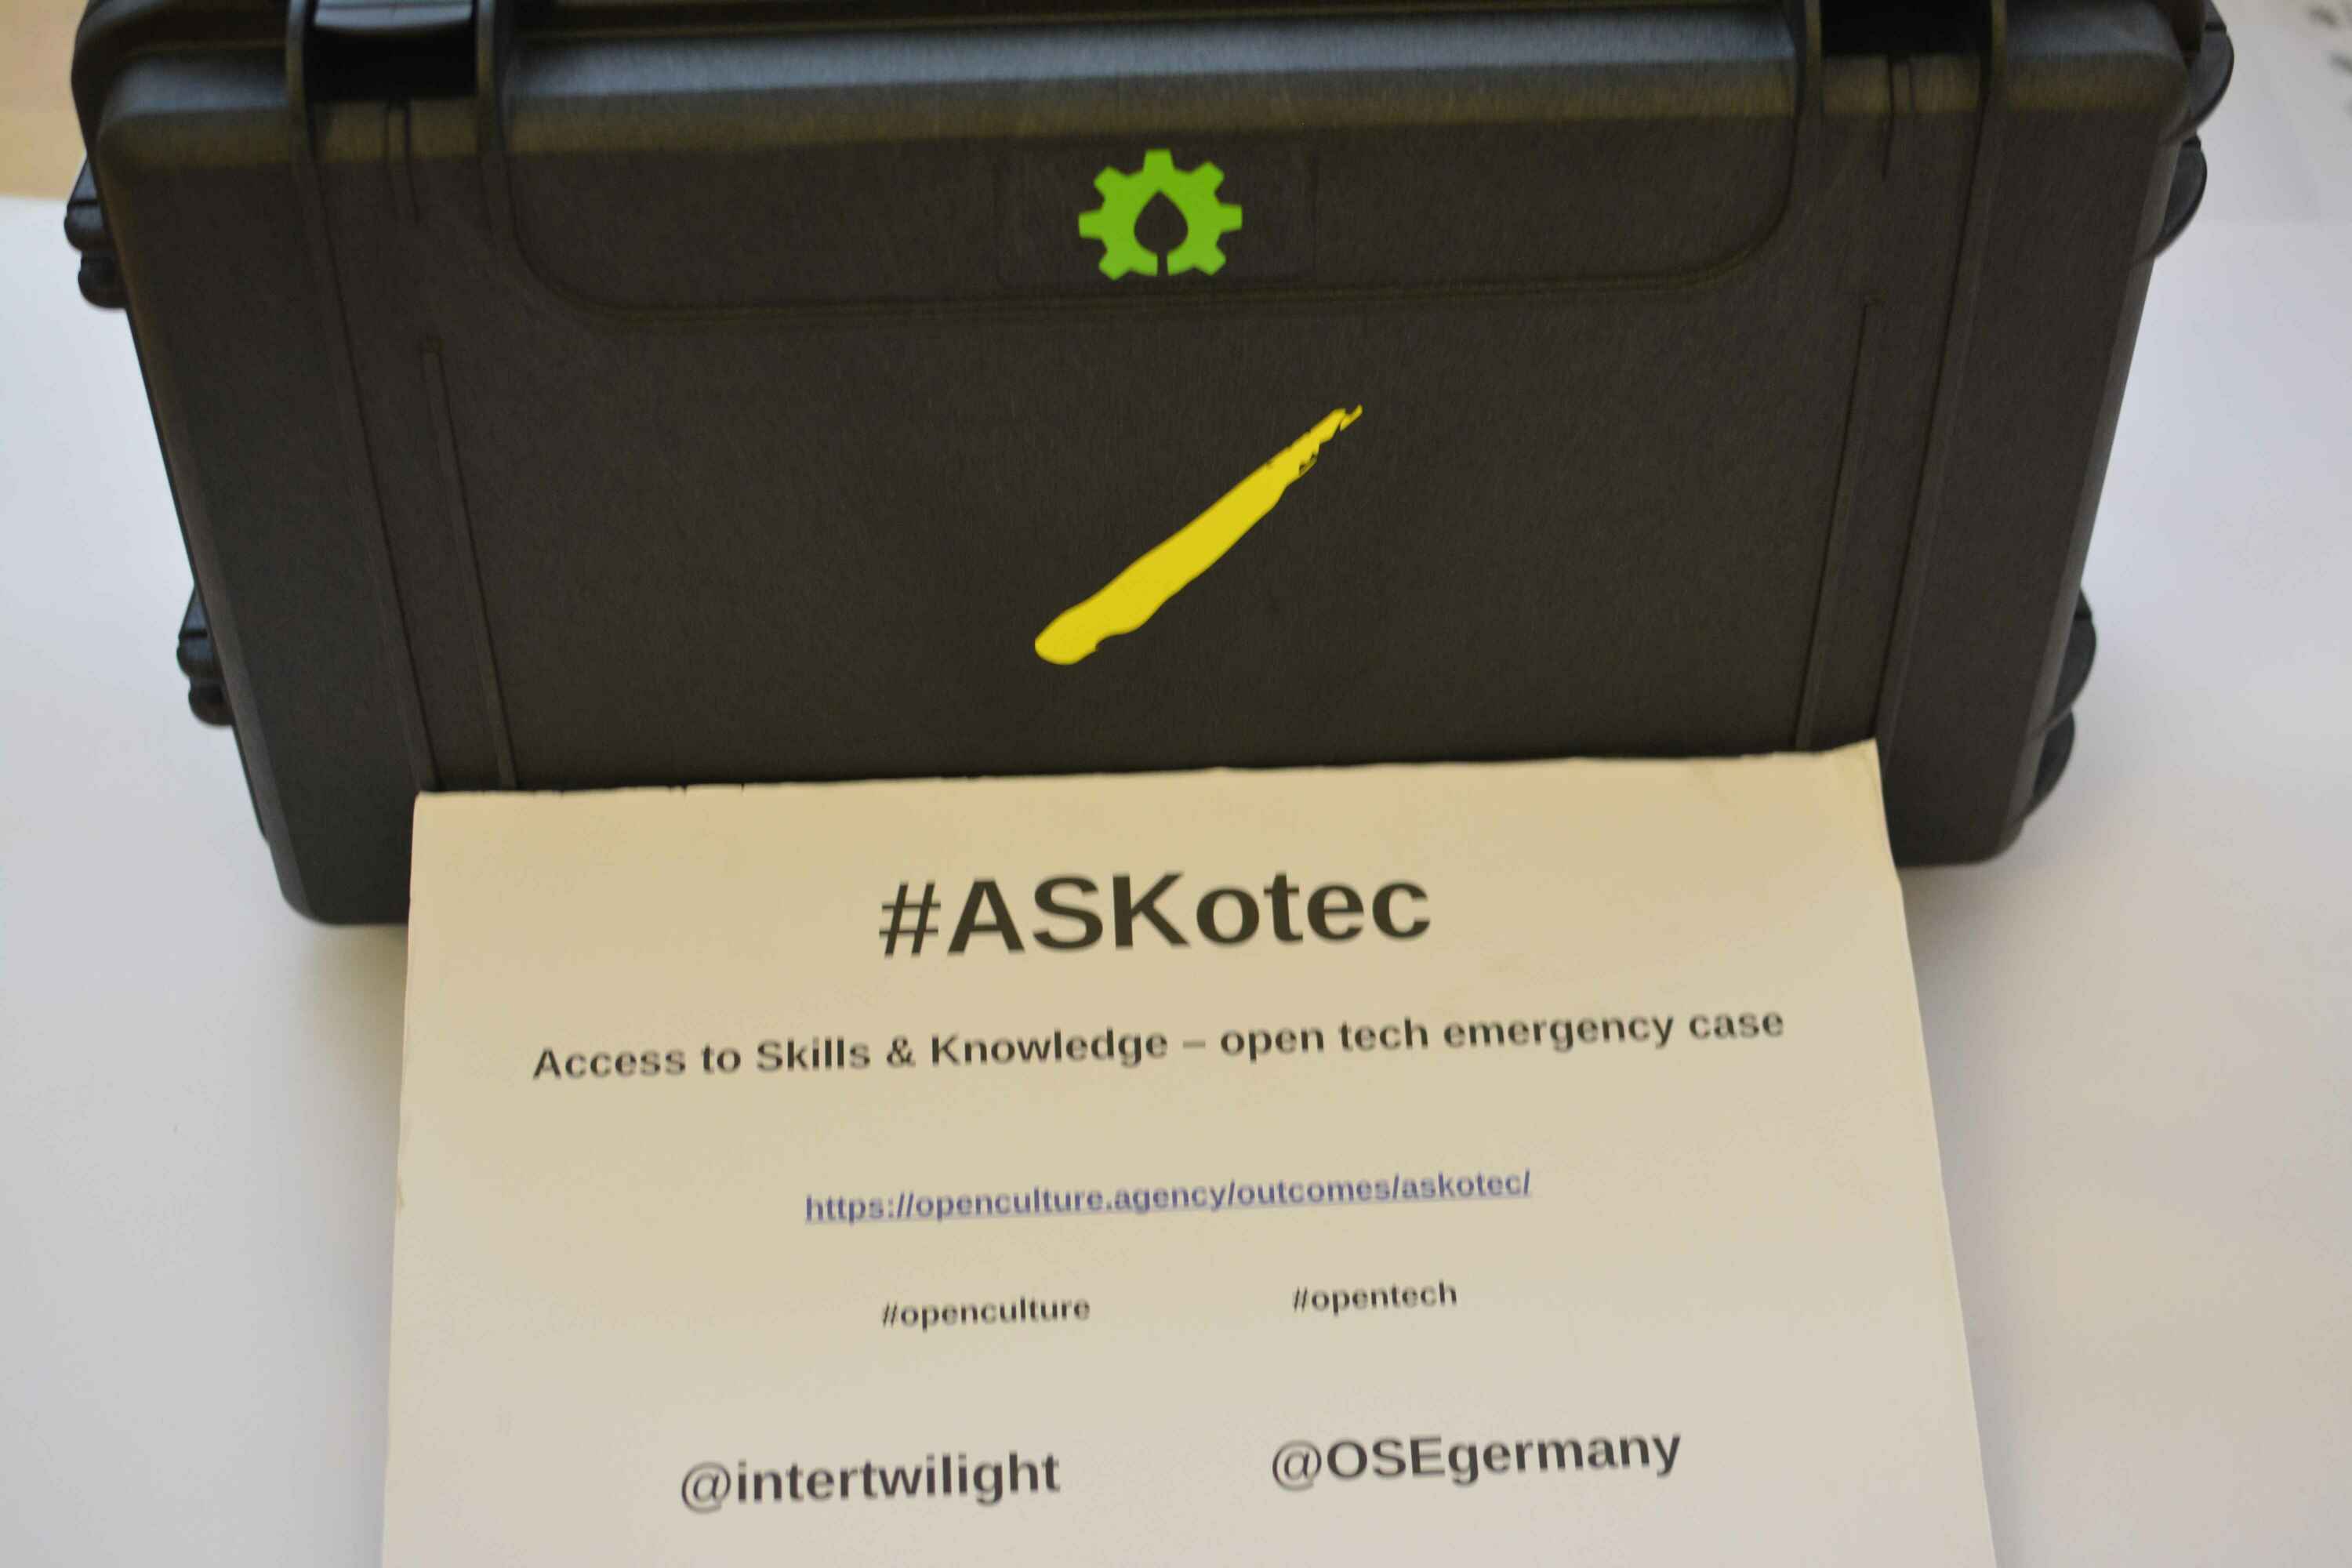 #ASKotec
Access to Skills & Knowledge – open tech emergency case
https://openculture.agency/outcomes/askotec/
#openculture #opentech
@intertwilight @OSEgermany